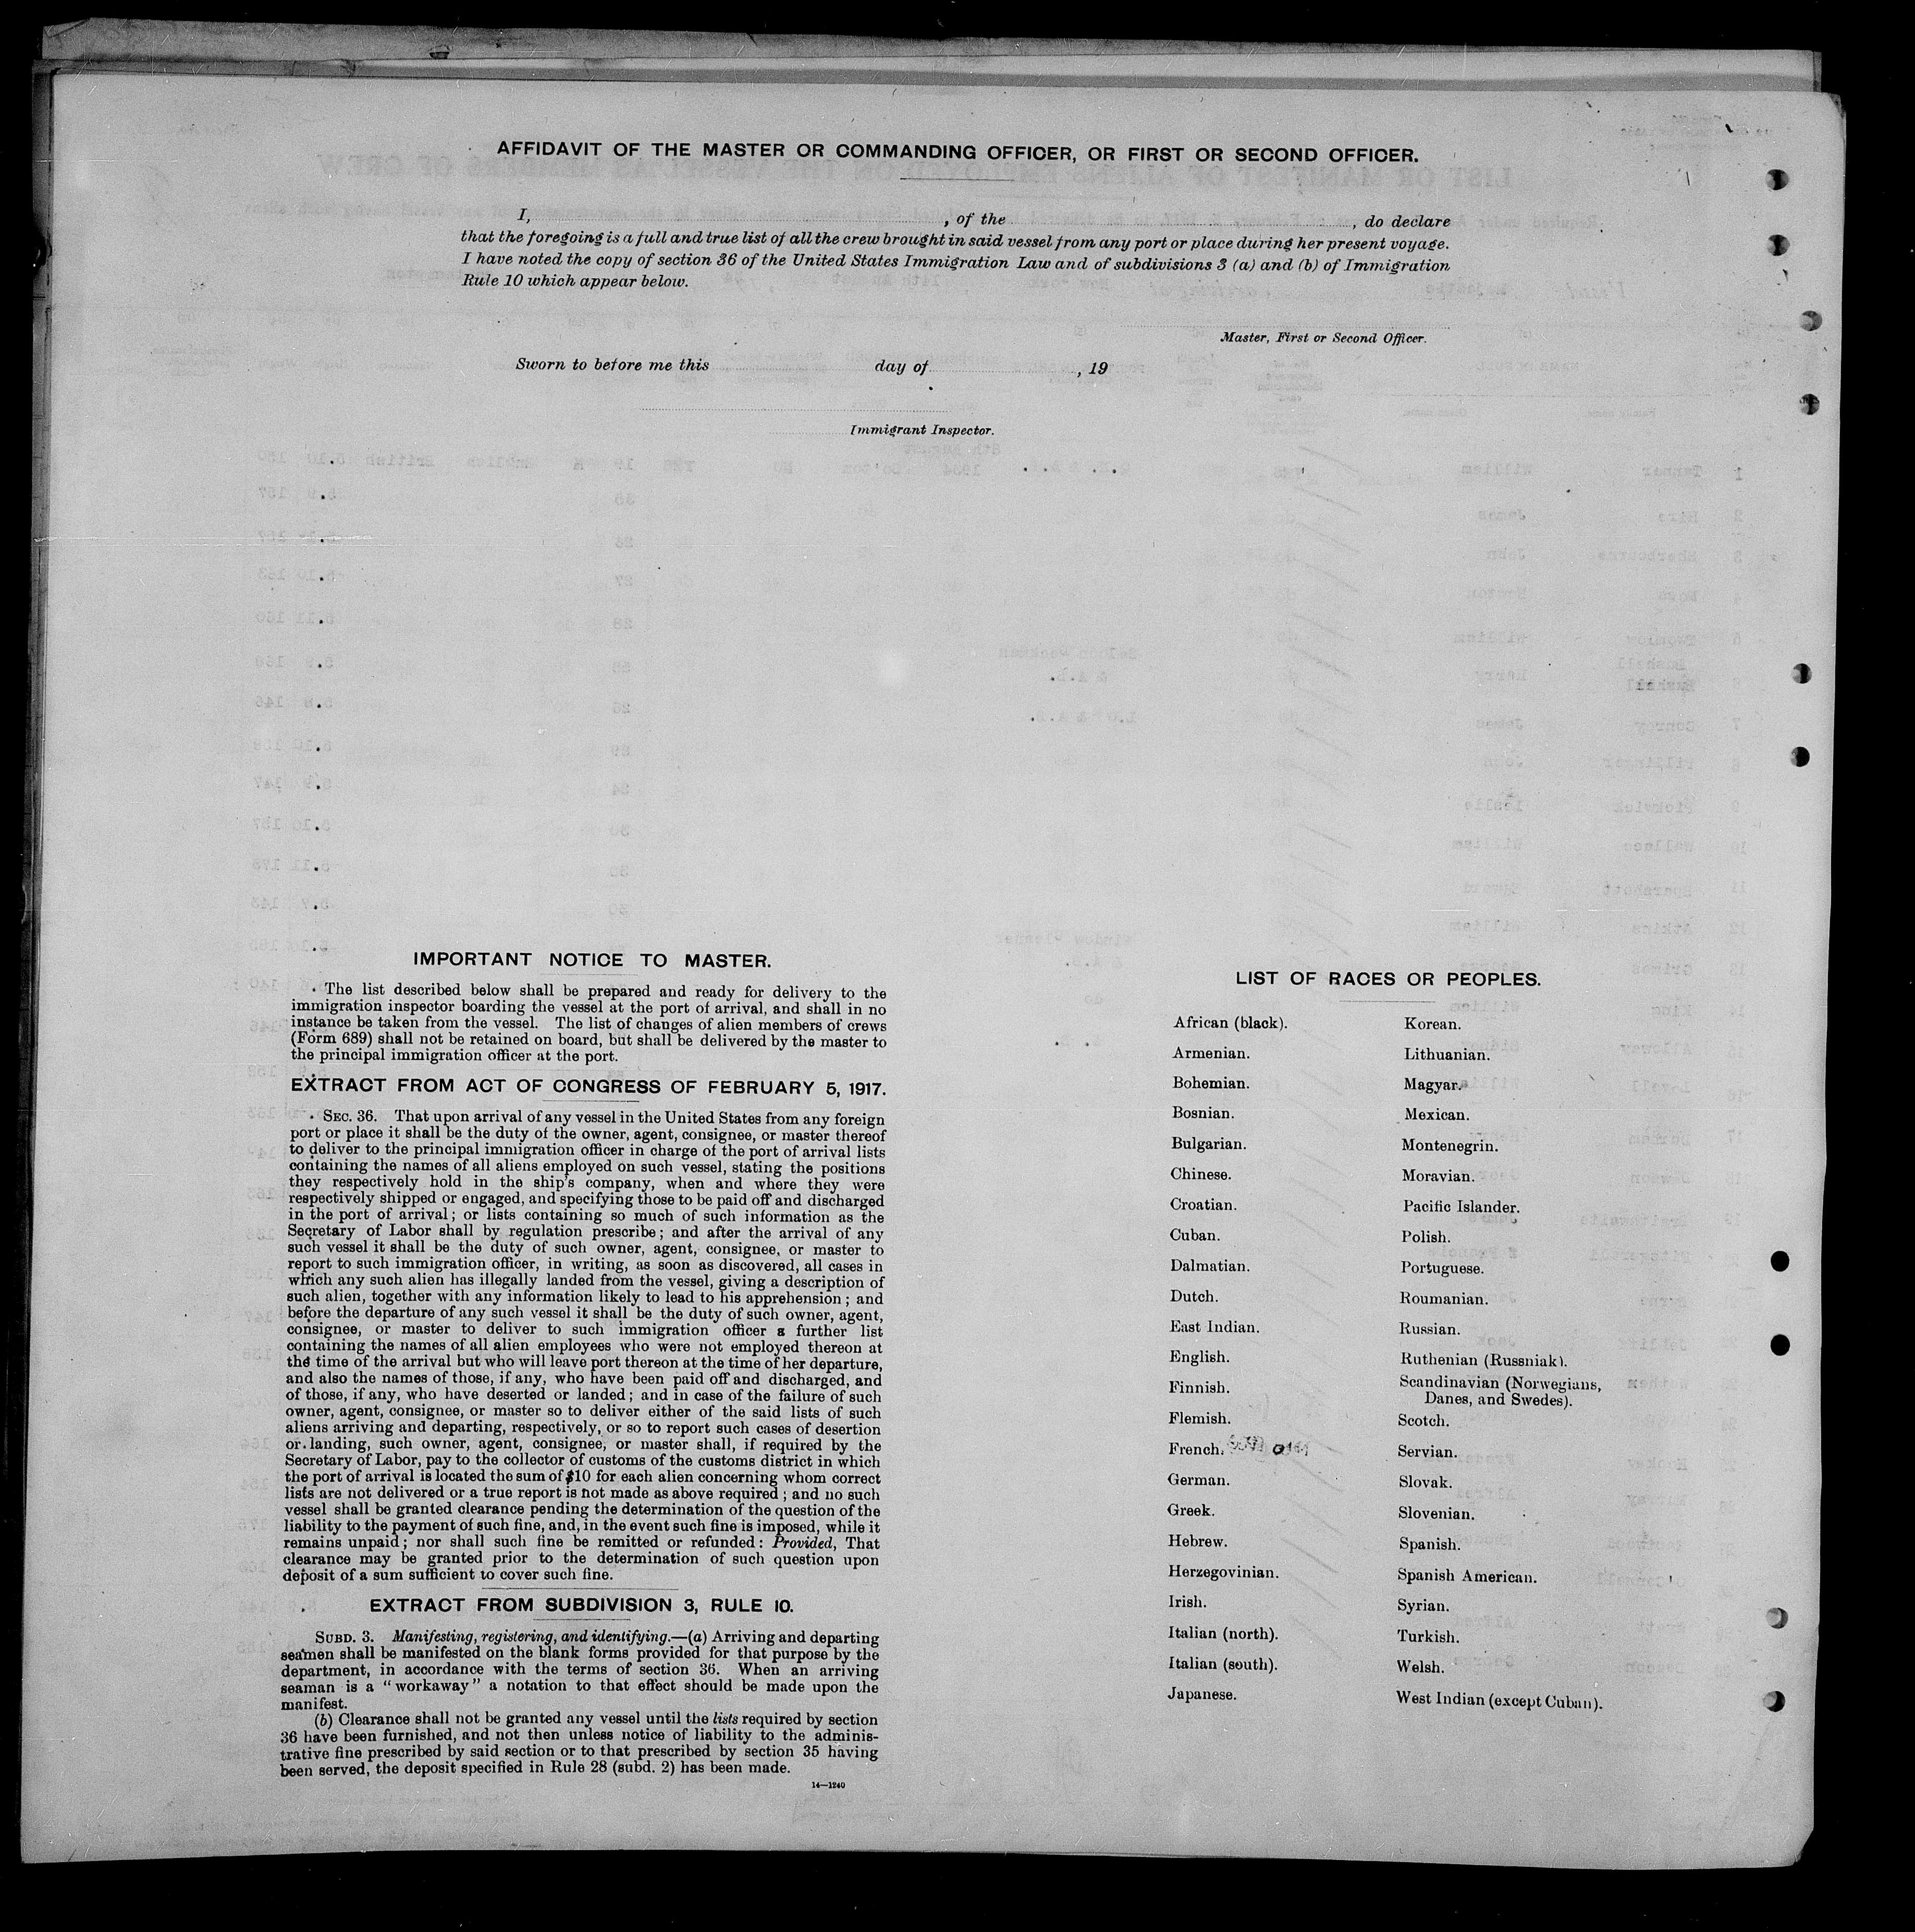 AFFIDAVIT OF THE MASTER OR COMMANDING OFFICER, OR FIRST OR SECOND OFFICER.
I, , of the , do declare
that the foregoing is a full and true list of all the crew brought in said vessel from any port or place during her present voyage.
I have noted the copy of section 36 of the United States Immigration Law and of subdivisions 3 (a) and (b) of Immigration
Rule 10 which appear below.
Master, First or Second Officer.
Sworn to before me this day of , 19
Immigrant Inspector.
IMPORTANT NOTICE TO MASTER.
The list described below shall be prepared and ready for delivery to the
immigration inspector boarding the vessel at the port of arrival, and shall in no
instance be taken from the vessel. The list of changes of alien members of crews
(Form 689) shall not be retained on board, but shall be delivered by the master to
the principal immigration officer at the port.
EXTRACT FROM ACT OF CONGRESS OF FEBRUARY 5, 1917.
SEC. 36. That upon arrival of any vessel in the United States from any foreign
port or place it shall be the duty of the owner, agent, consignee, or master thereof
to deliver to the principal immigration officer in charge of the port of arrival lists
containing the names of all aliens employed on such vessel, stating the positions
they respectively hold in the ship's company, when and where they were
respectively shipped or engaged, and specifying those to be paid off and discharged
in the port of arrival; or lists containing so much of such information as the
Secretary of Labor shall by regulation prescribe; and after the arrival of any
such vessel it shall be the duty of such owner, agent, consignee, or master to
report to such immigration officer, in writing, as soon as discovered, all cases in
which any such alien has illegally landed from the vessel, giving a description of
such alien, together with any information likely to lead to his apprehension; and
before the departure of any such vessel it shall be the duty of such owner, agent,
consignee, or master to deliver to such immigration officer a further list
containing the names of all alien employees who were not employed thereon at
the time of the arrival but who will leave port thereon at the time of her departure,
and also the names of those, if any, who have been paid off and discharged, and
of those, if any, who have deserted or landed; and in case of the failure of such
owner, agent, consignee, or master so to deliver either of the said lists of such
aliens arriving and departing, respectively, or so to report such cases of desertion
or landing, such owner, agent, consignee, or master shall, if required by the
Secretary of Labor, pay to the collector of customs of the customs district in which
the port of arrival is located the sum of $10 for each alien concerning whom correct
lists are not delivered or a true report is not made as above required; and no such
vessel shall be granted clearance pending the determination of the question of the
liability to the payment of such fine, and, in the event such fine is imposed, while it
remains unpaid; nor shall such fine be remitted or refunded: Provided, That
clearance may be granted prior to the determination of such question upon
deposit of a sum sufficient to cover such fine.
EXTRACT FROM SUBDIVISION 3, RULE 10.
SUBD. 3. Manifesting, registering, and identifying.—(a) Arriving and departing
seamen shall be manifested on the blank forms provided for that purpose by the
department, in accordance with the terms of section 36. When an arriving
seaman is a "workaway" a notation to that effect should be made upon the
manifest.
(b) Clearance shall not be granted any vessel until the lists required by section
36 have been furnished, and not then unless notice of liability to the adminis-
trative fine prescribed by said section or to that prescribed by section 35 having
been served, the deposit specified in Rule 28 (subd. 2) has been made.
14—1240
LIST OF RACES OR PEOPLES.
African (black).
Armenian.
Bohemian.
Bosnian.
Bulgarian.
Chinese.
Croatian.
Cuban.
Dalmatian.
Dutch.
East Indian.
English.
Finnish.
Flemish.
French.
German.
Greek.
Hebrew.
Herzegovinian.
Irish.
Italian (north).
Italian (south).
Japanese.
Korean.
Lithuanian.
Magyar.
Mexican.
Montenegrin.
Moravian.
Pacific Islander.
Polish.
Portuguese.
Roumanian.
Russian.
Ruthenian (Russniak).
Scandinavian (Norwegians,
Danes, and Swedes).
Scotch.
Servian.
Slovak.
Slovenian.
Spanish.
Spanish American.
Syrian.
Turkish.
Welsh.
West Indian (except Cuban).